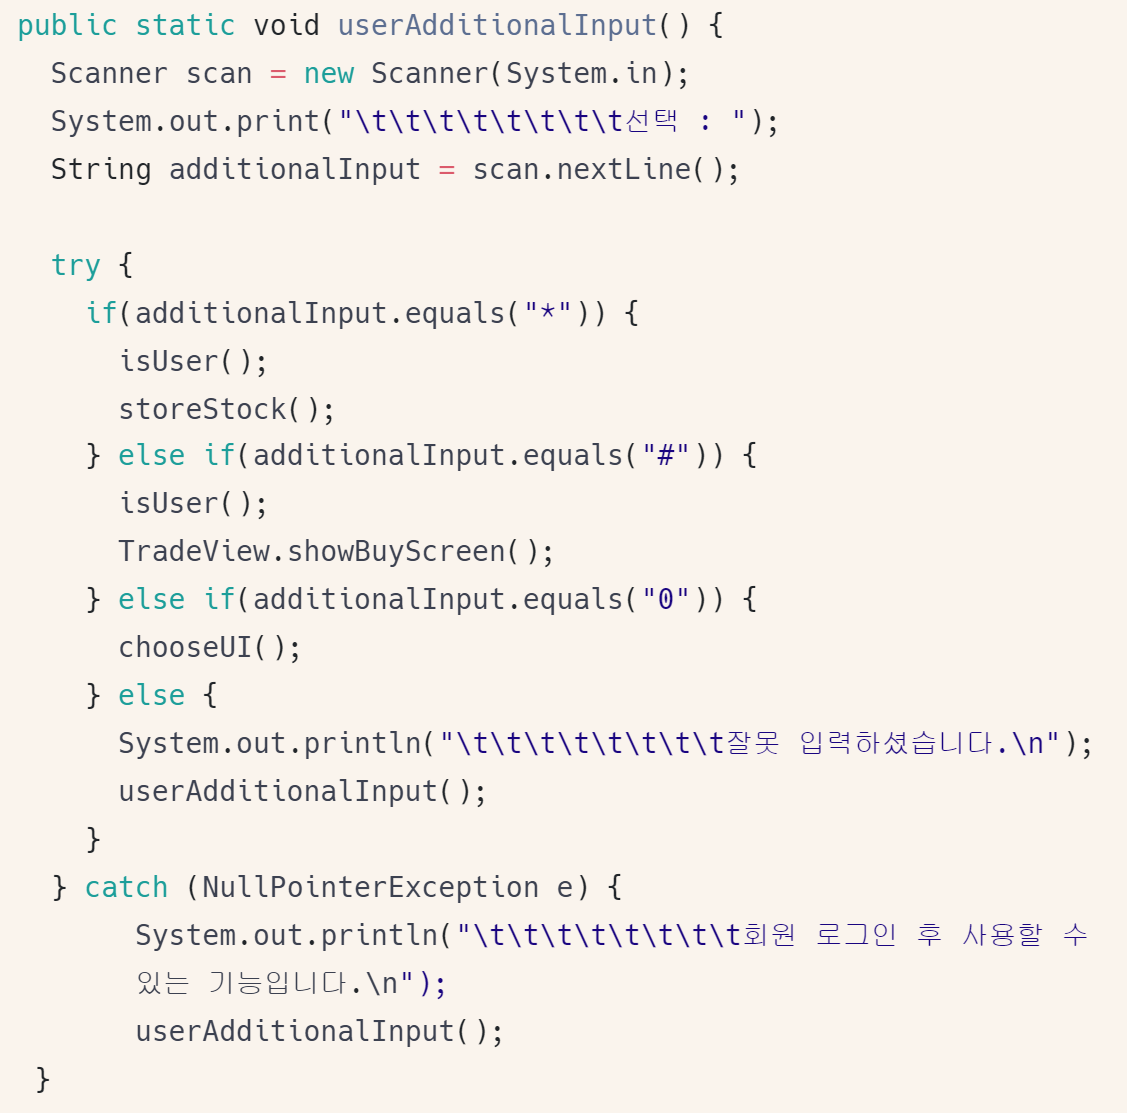 public static void userAdditionalInput() {
  Scanner scan = new Scanner(System.in);
  System.out.print("\t\t\t\t\t\t\t\t선택 : ");
  String additionalInput = scan.nextLine();

  try {
    if(additionalInput.equals("*")) {
      isUser();
      storeStock();
    } else if(additionalInput.equals("#")) {
      isUser();
      TradeView.showBuyScreen();
    } else if(additionalInput.equals("0")) {
      chooseUI();
    } else {
      System.out.println("\t\t\t\t\t\t\t\t잘못 입력하셨습니다.\n");
      userAdditionalInput();
    }
  } catch (NullPointerException e) {
       System.out.println("\t\t\t\t\t\t\t\t회원 로그인 후 사용할 수
       있는 기능입니다.\n");
       userAdditionalInput();
 }